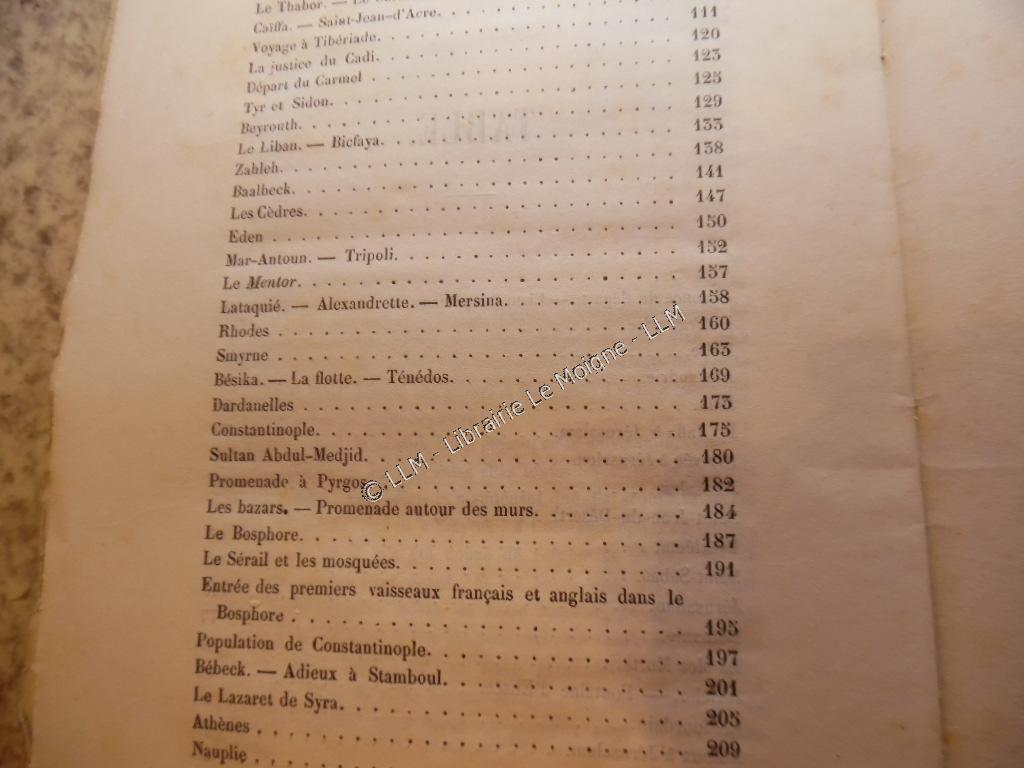 Le Thabor. — Le
Caïffa. — Saint-Jean-d'Acre.
Voyage à Tibériade. 111
La justice du Cadi. 120
Départ du Carmel 123
Tyr et Sidon. 125
Beyrouth. 129
Le Liban. — Bicfaya. 133
Zahleh. 138
Baalbeck. 141
Les Cèdres. 147
Eden 150
Mar-Antoun. — Tripoli. 152
Le Mentor. 157
Lataquié. — Alexandrette. — Mersina. 158
Rhodes 160
Smyrne 163
Bésika. — La flotte. — Ténédos. 169
Dardanelles 173
Constantinople. 175
Sultan Abdul-Medjid. 180
Promenade à Pyrgos. 182
Les bazars. — Promenade autour des murs. 184
Le Bosphore. 187
Le Sérail et les mosquées. 191
Entrée des premiers vaisseaux français et anglais dans le
Bosphore 195
Population de Constantinople. 197
Bébeck. — Adieux à Stamboul. 201
Le Lazaret de Syra. 205
Athènes 209
Nauplie
© LLM - Librairie Le Moigne - LLM